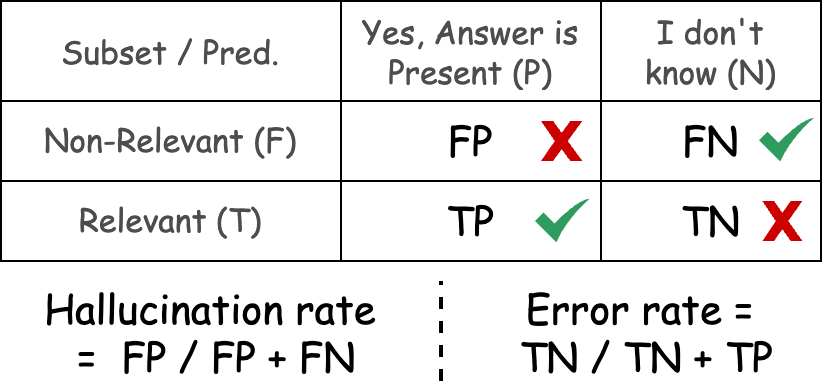 Subset / Pred.
Yes, Answer is
Present (P)
I don't
know (N)
Non-Relevant (F)
FP
FN
Relevant (T)
TP
TN
Hallucination rate
= FP / FP + FN
Error rate =
TN / TN + TP